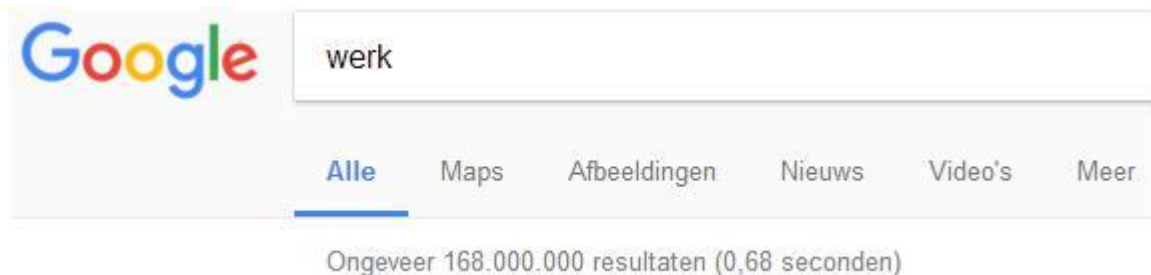 Google werk
Alle Maps Afbeeldingen Nieuws Video's Meer
Ongeveer 168.000.000 resultaten (0,68 seconden)